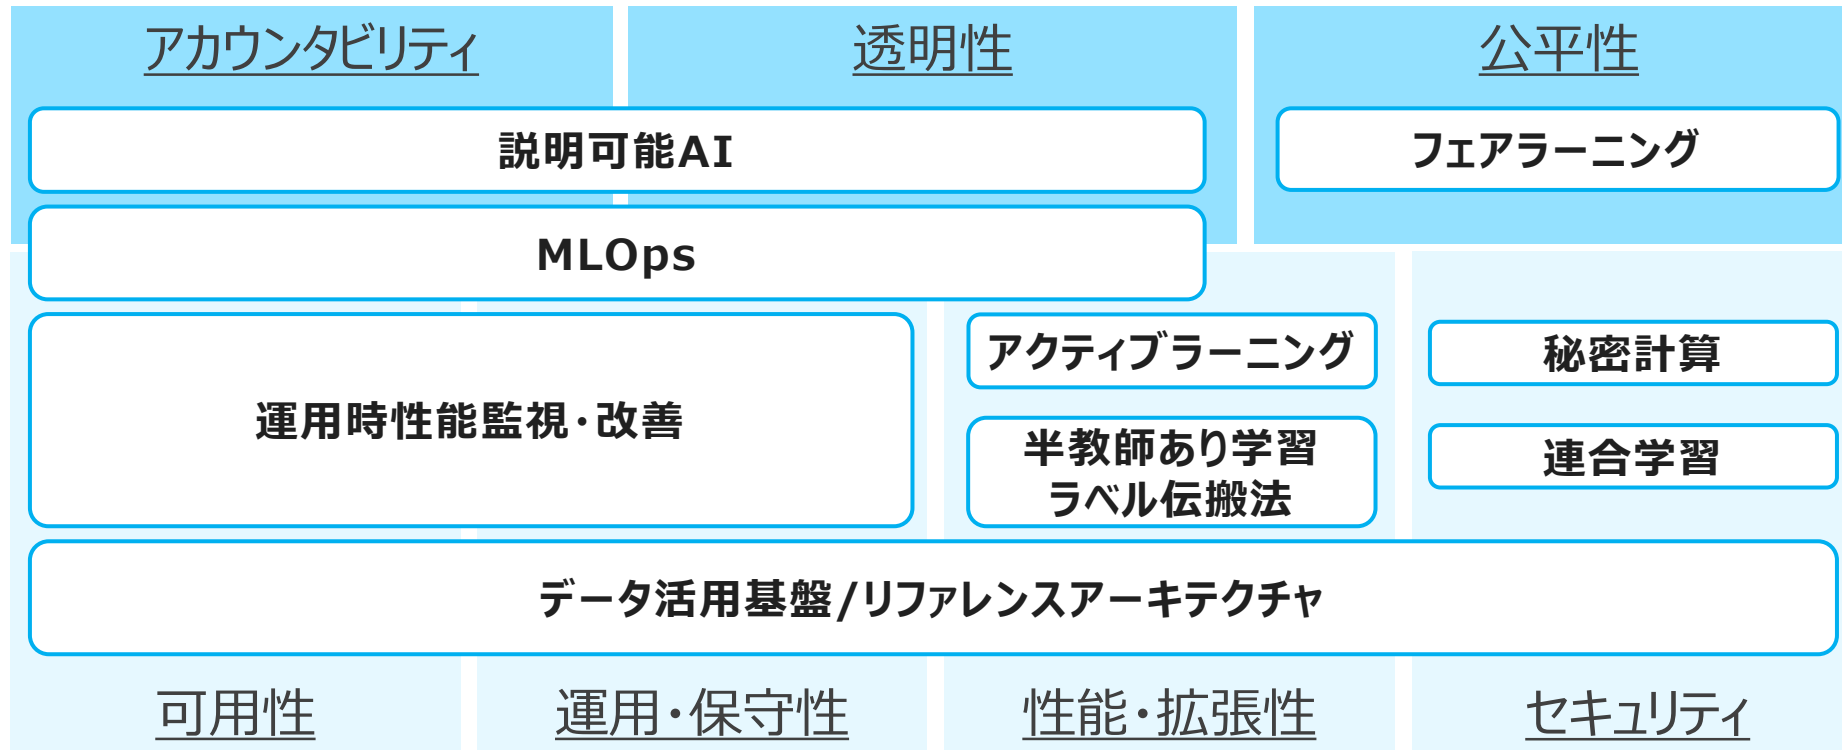 アカウンタビリティ
透明性
公平性
説明可能AI
フェアラーニング
MLOps
運用時性能監視・改善
アクティブラーニング
秘密計算
半教師あり学習
ラベル伝搬法
連合学習
データ活用基盤/リファレンスアーキテクチャ
可用性
運用・保守性
性能・拡張性
セキュリティ